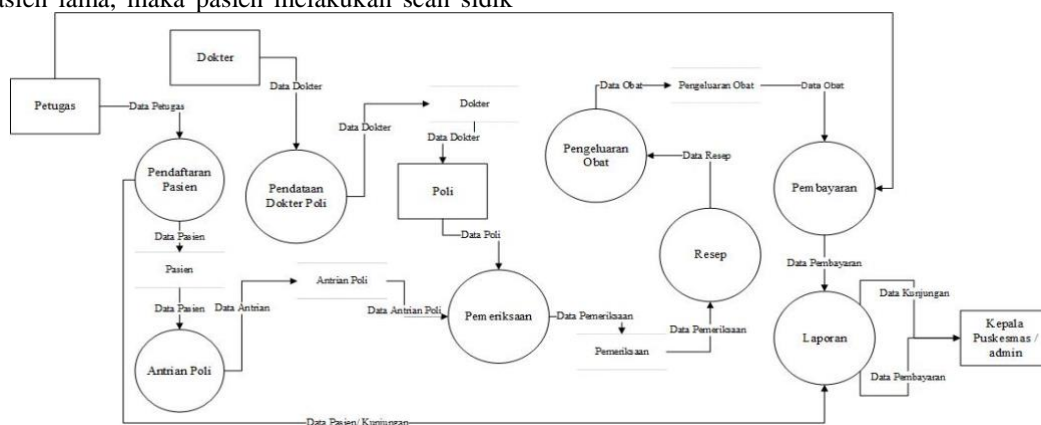 asien lama, maka pasien melakukan scan sidik
Dokter
Petugas
Data Petugas
Data Dokter
Dokter
Data Dokter
Data Dokter
Data Obat
Pengeluaran Obat
Data Obat
Pendaftaran
Pasien
Pendataan
Dokter Poli
Poli
Pengeluaran
Obat
Data Resep
Pembayaran
Data Pasien
Data Poli
Resep
Pasien
Antrian Poli
Data Pembayaran
Data Pasien
Data Antrian
Data Antrian Poli
Pemeriksaan
Data Pemeriksaan
Data Pemeriksaan
Pemeriksaan
Data Kunjungan
Laporan
Kepala
Puskesmas /
admin
Antrian Poli
Data Pembayaran
Data Pasien/ Kunjungan